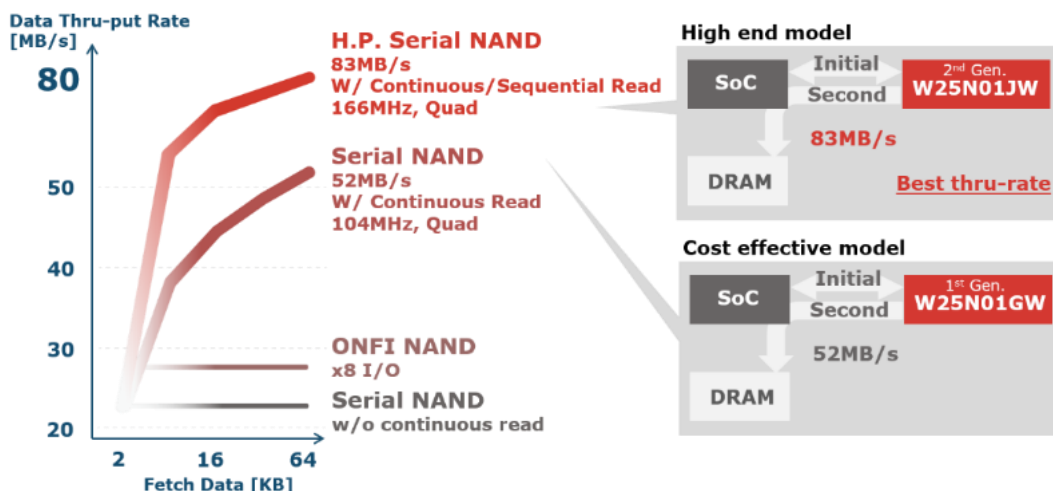 Data Thru-put Rate
[MB/s]
80
50
40
30
20
2 16 64
Fetch Data [KB]
H.P. Serial NAND
83MB/s
W/ Continuous/Sequential Read
166MHz, Quad
Serial NAND
52MB/s
W/ Continuous Read
104MHz, Quad
ONFI NAND
x8 I/O
Serial NAND
w/o continuous read
High end model
SoC
Initial
Second
2nd Gen.
W25N01JW
83MB/s
DRAM
Best thru-rate
Cost effective model
SoC
Initial
Second
1st Gen.
W25N01GW
52MB/s
DRAM